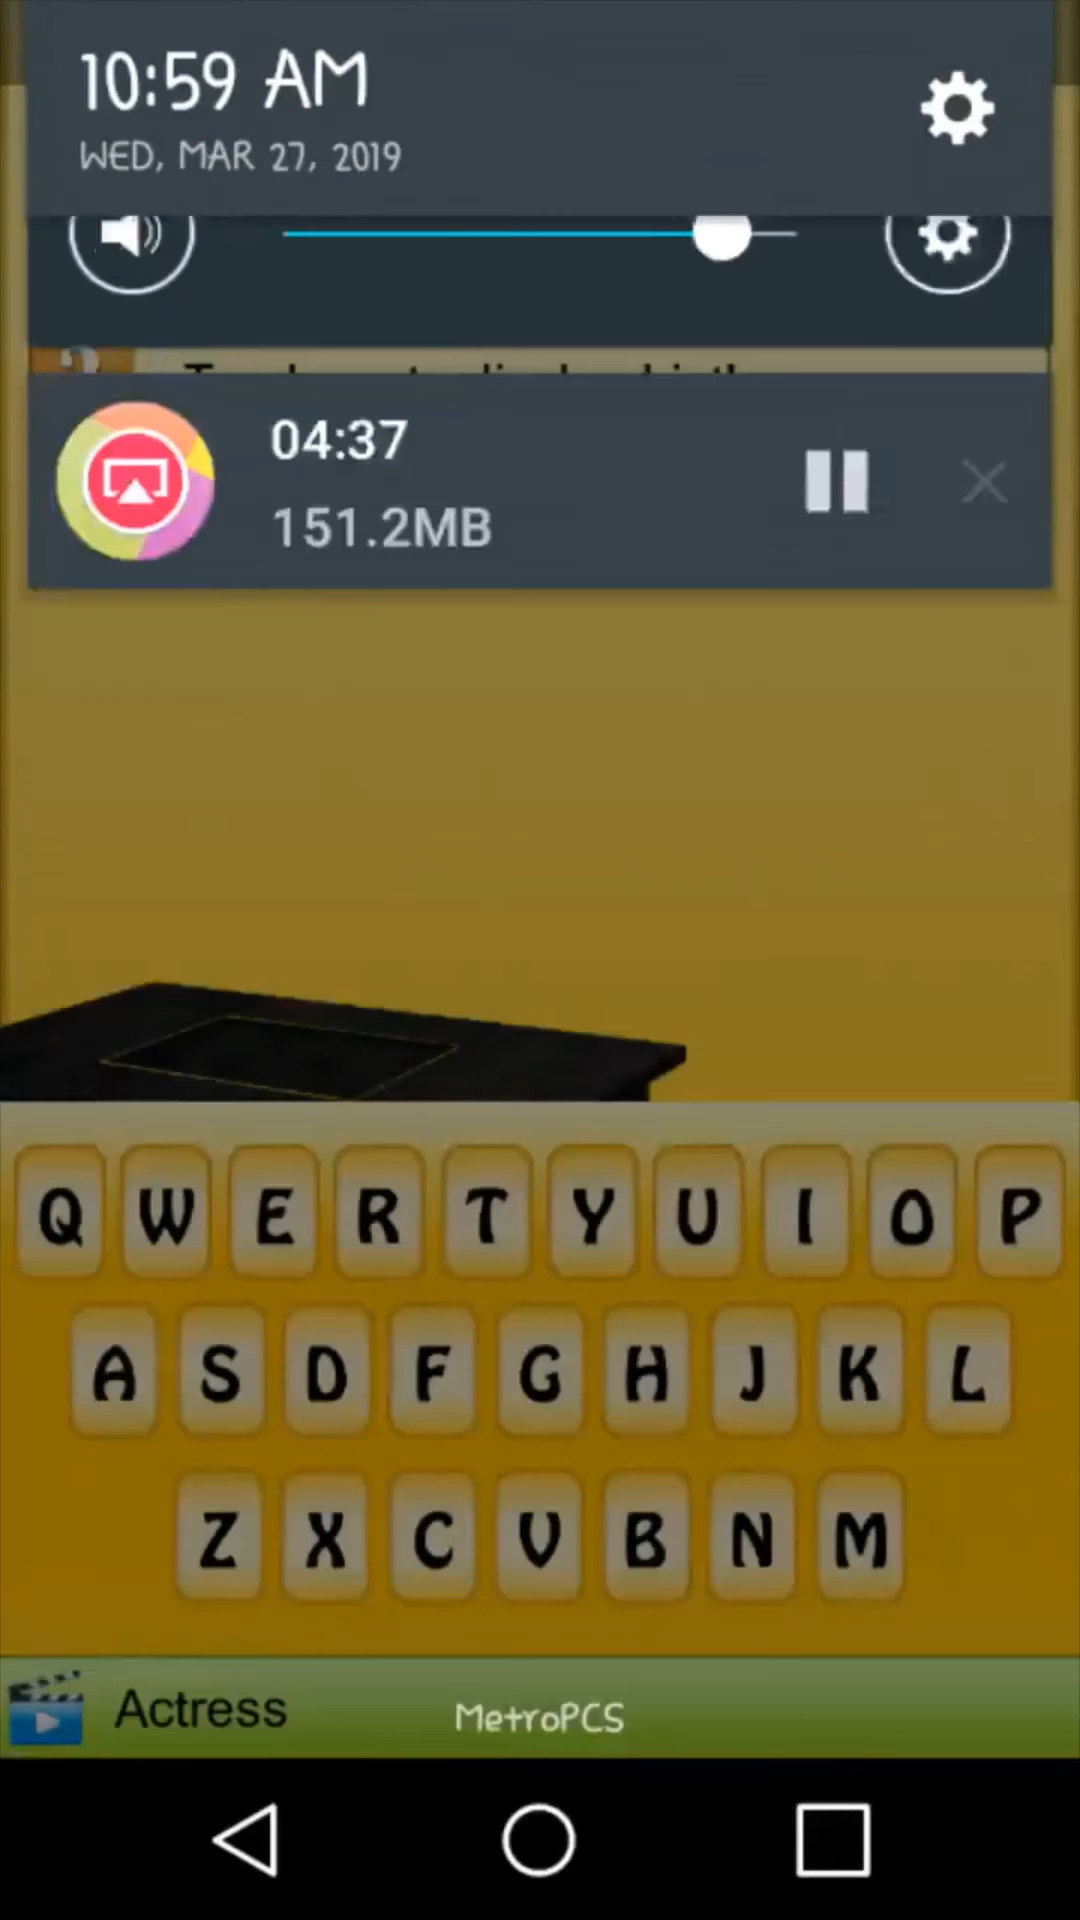 10:59 AM
WED, MAR 27, 2019
04:37
151.2MB
Q W E R T Y U I O P
A S D F G H J K L
Z X C V B N M
Actress
MetroPCS